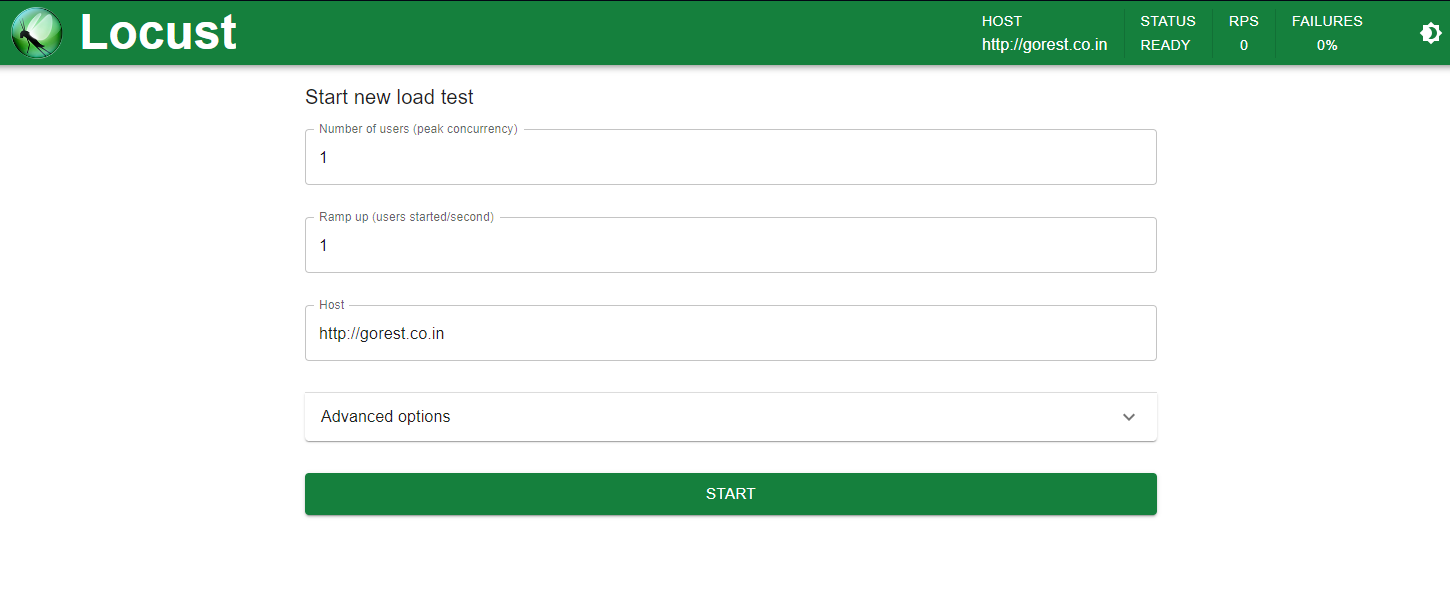 Locust
HOST
http://gorest.co.in
STATUS
READY
RPS
0
FAILURES
0%
Start new load test
Number of users (peak concurrency)
1
Ramp up (users started/second)
1
Host
http://gorest.co.in
Advanced options
START